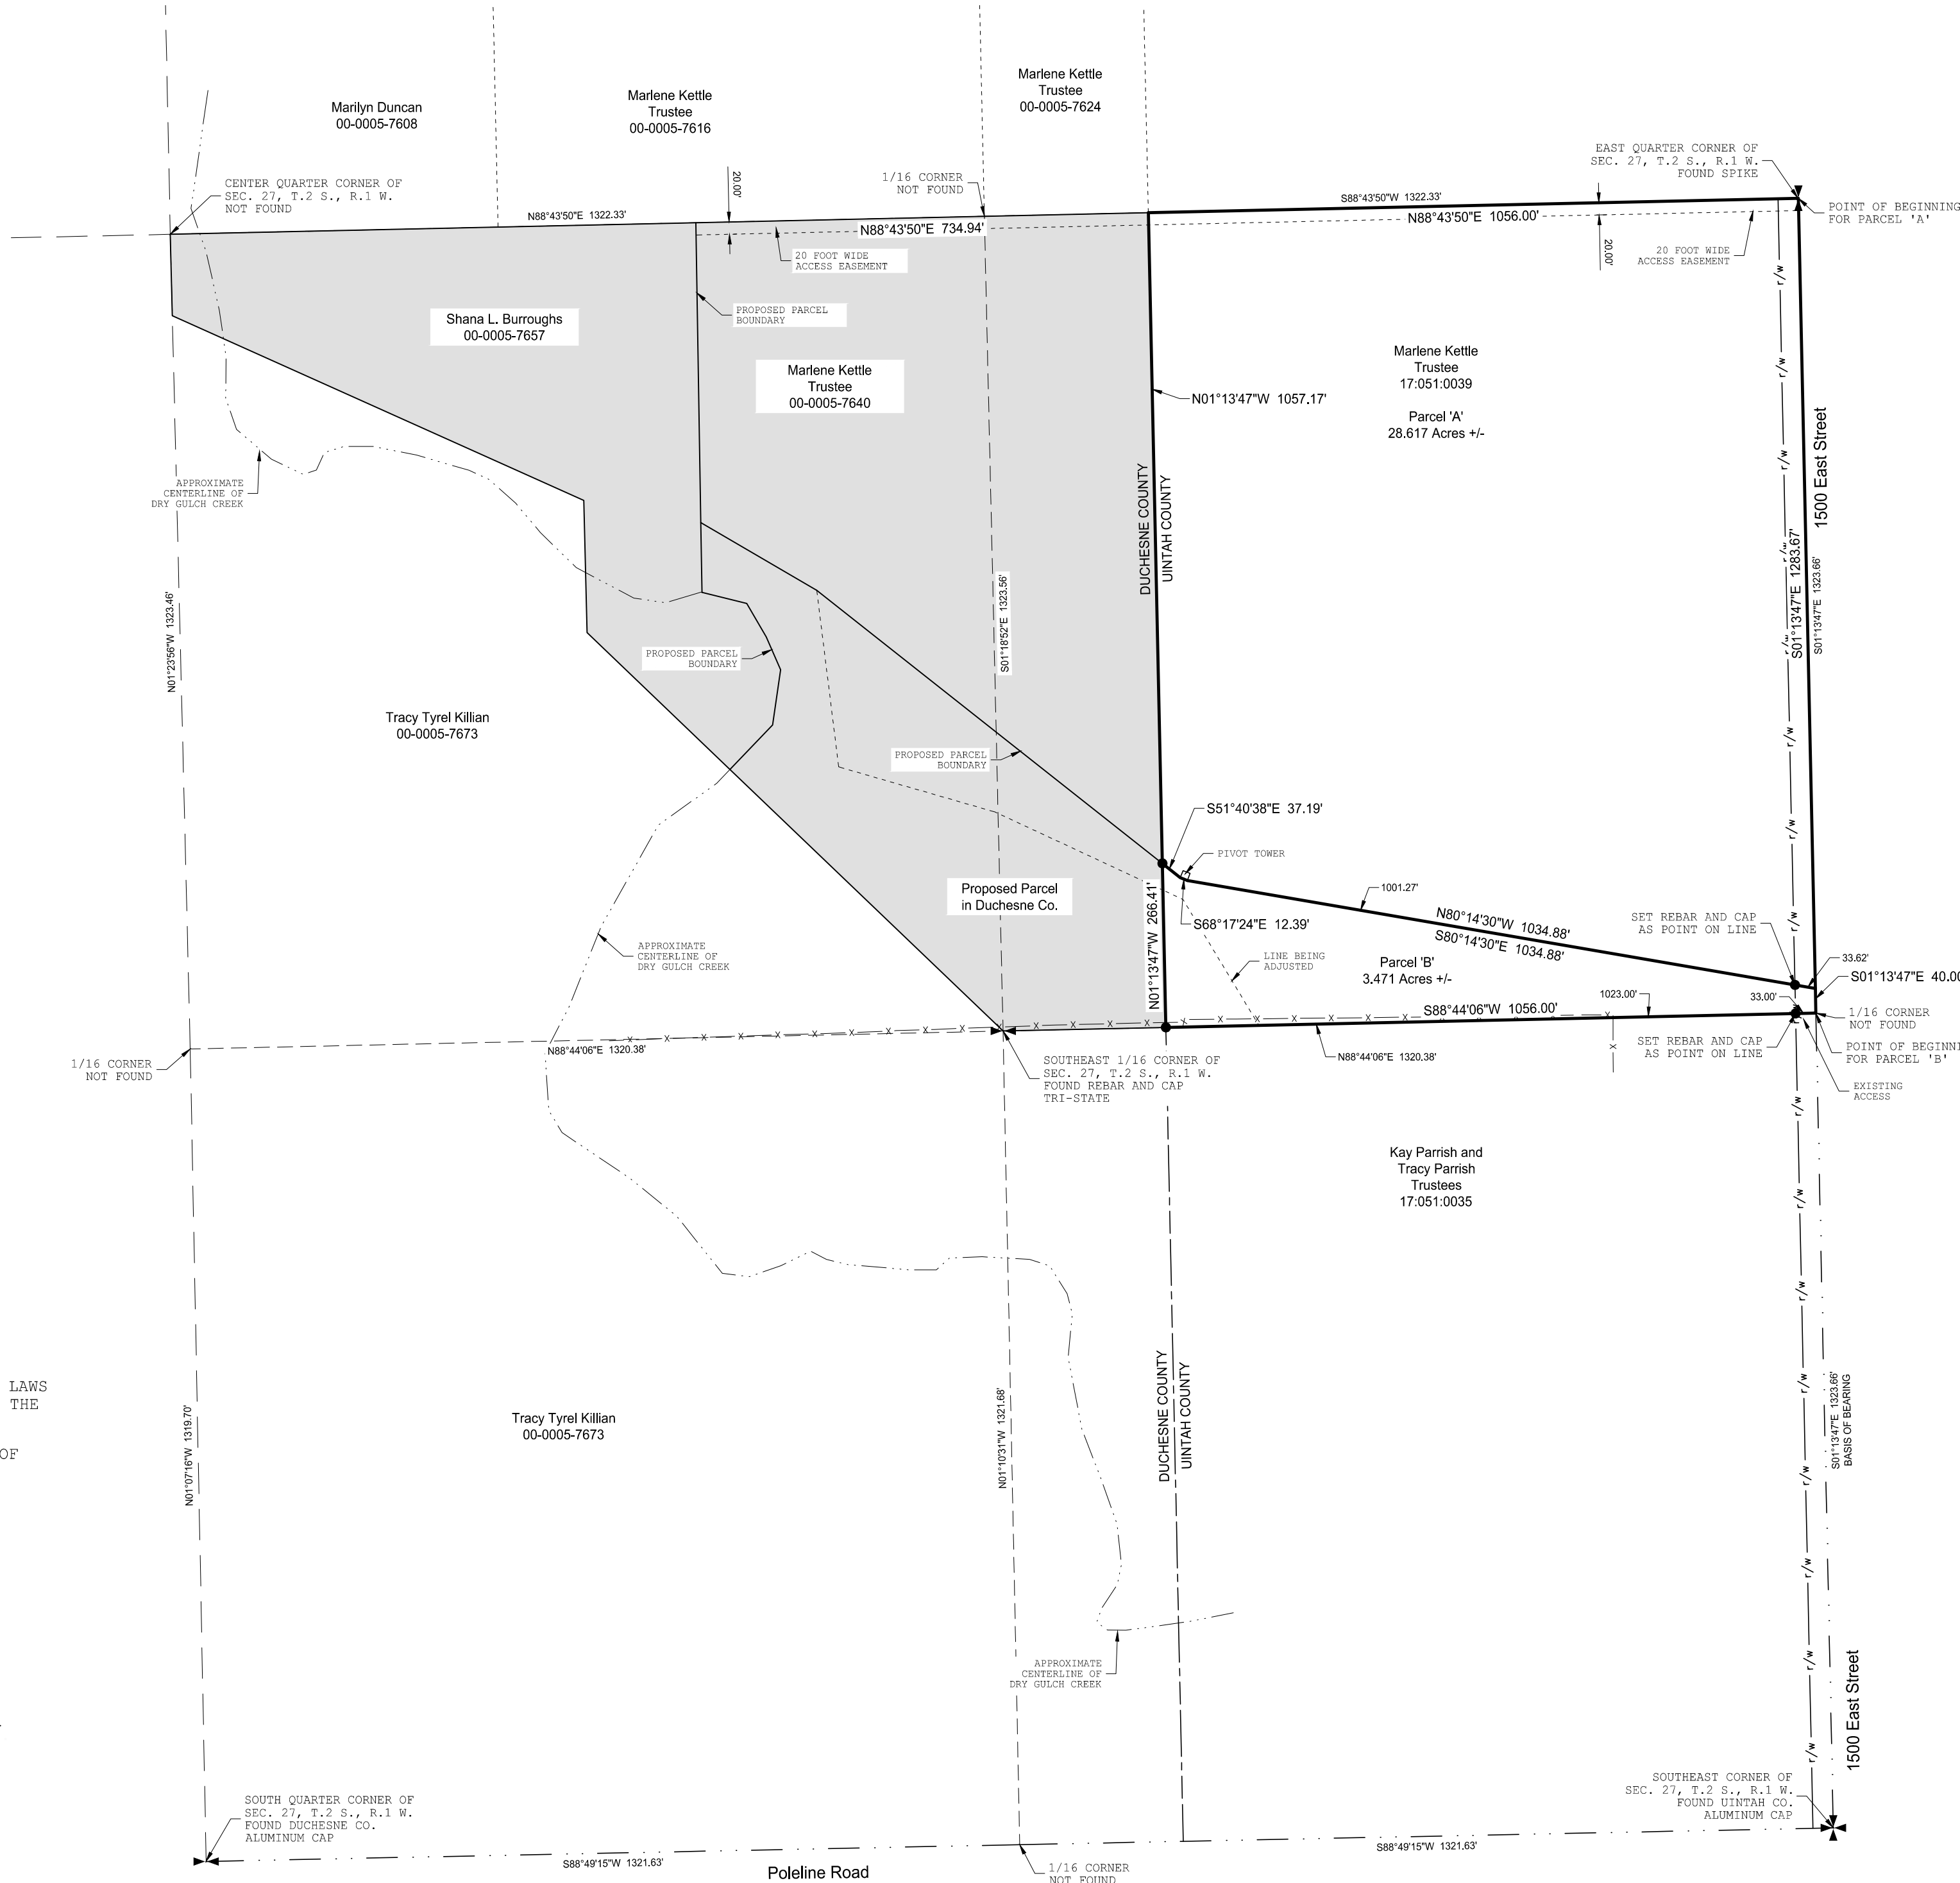 Marlene Kettle
Trustee
00-0005-7624
Marlene Kettle
Trustee
00-0005-7616
Marilyn Duncan
00-0005-7608
EAST QUARTER CORNER OF
SEC. 27, T.2 S., R.1 W.
FOUND SPIKE
CENTER QUARTER CORNER OF
SEC. 27, T.2 S., R.1 W.
NOT FOUND
20.00'
1/16 CORNER
NOT FOUND
S88°43'50"W 1322.33'
POINT OF BEGINNING
FOR PARCEL 'A'
N88°43'50"E 1322.33'
N88°43'50"E 734.94'
N88°43'50"E 1056.00'
20 FOOT WIDE
ACCESS EASEMENT
20.00'
20 FOOT WIDE
ACCESS EASEMENT
r/w
PROPOSED PARCEL
BOUNDARY
Shana L. Burroughs
00-0005-7657
Marlene Kettle
Trustee
00-0005-7640
Marlene Kettle
Trustee
17:051:0039
r/w
N01°13'47"W 1057.17'
Parcel 'A'
28.617 Acres +/-
1500 East Street
DUCHESNE COUNTY
UINTAH COUNTY
r/w
APPROXIMATE
CENTERLINE OF
DRY GULCH CREEK
r/w
S01°13'47"E 1283.67'
S01°13'47"E 1323.66'
r/w
N01°23'56"W 1323.46'
S01°18'52"E 1323.56'
PROPOSED PARCEL
BOUNDARY
Tracy Tyrel Killian
00-0005-7673
r/w
PROPOSED PARCEL
BOUNDARY
S51°40'38"E 37.19'
r/w
PIVOT TOWER
1001.27'
Proposed Parcel
in Duchesne Co.
N01°13'47"W 266.41'
S68°17'24"E 12.39'
N80°14'30"W 1034.88'
S80°14'30"E 1034.88'
SET REBAR AND CAP
AS POINT ON LINE
r/w
APPROXIMATE
CENTERLINE OF
DRY GULCH CREEK
LINE BEING
ADJUSTED
Parcel 'B'
3.471 Acres +/-
33.62'
S01°13'47"E 40.00
1023.00'
33.00'
S88°44'06"W 1056.00'
1/16 CORNER
NOT FOUND
N88°44'06"E 1320.38'
N88°44'06"E 1320.38'
1/16 CORNER
NOT FOUND
SOUTHEAST 1/16 CORNER OF
SEC. 27, T.2 S., R.1 W.
FOUND REBAR AND CAP
TRI-STATE
SET REBAR AND CAP
AS POINT ON LINE
POINT OF BEGINNI
FOR PARCEL 'B'
EXISTING
ACCESS
r/w
Kay Parrish and
Tracy Parrish
Trustees
17:051:0035
r/w
r/w
LAWS
THE
OF
DUCHESNE COUNTY
UINTAH COUNTY
r/w
S01°13'47"E 1323.66'
BASIS OF BEARING
Tracy Tyrel Killian
00-0005-7673
N01°07'16"W 1319.70'
N01°10'31"W 1321.68'
r/w
r/w
APPROXIMATE
CENTERLINE OF
DRY GULCH CREEK
r/w
1500 East Street
r/w
SOUTH QUARTER CORNER OF
SEC. 27, T.2 S., R.1 W.
FOUND DUCHESNE CO.
ALUMINUM CAP
SOUTHEAST CORNER OF
SEC. 27, T.2 S., R.1 W.
FOUND UINTAH CO.
ALUMINUM CAP
S88°49'15"W 1321.63'
S88°49'15"W 1321.63'
Poleline Road
1/16 CORNER
NOT FOUND